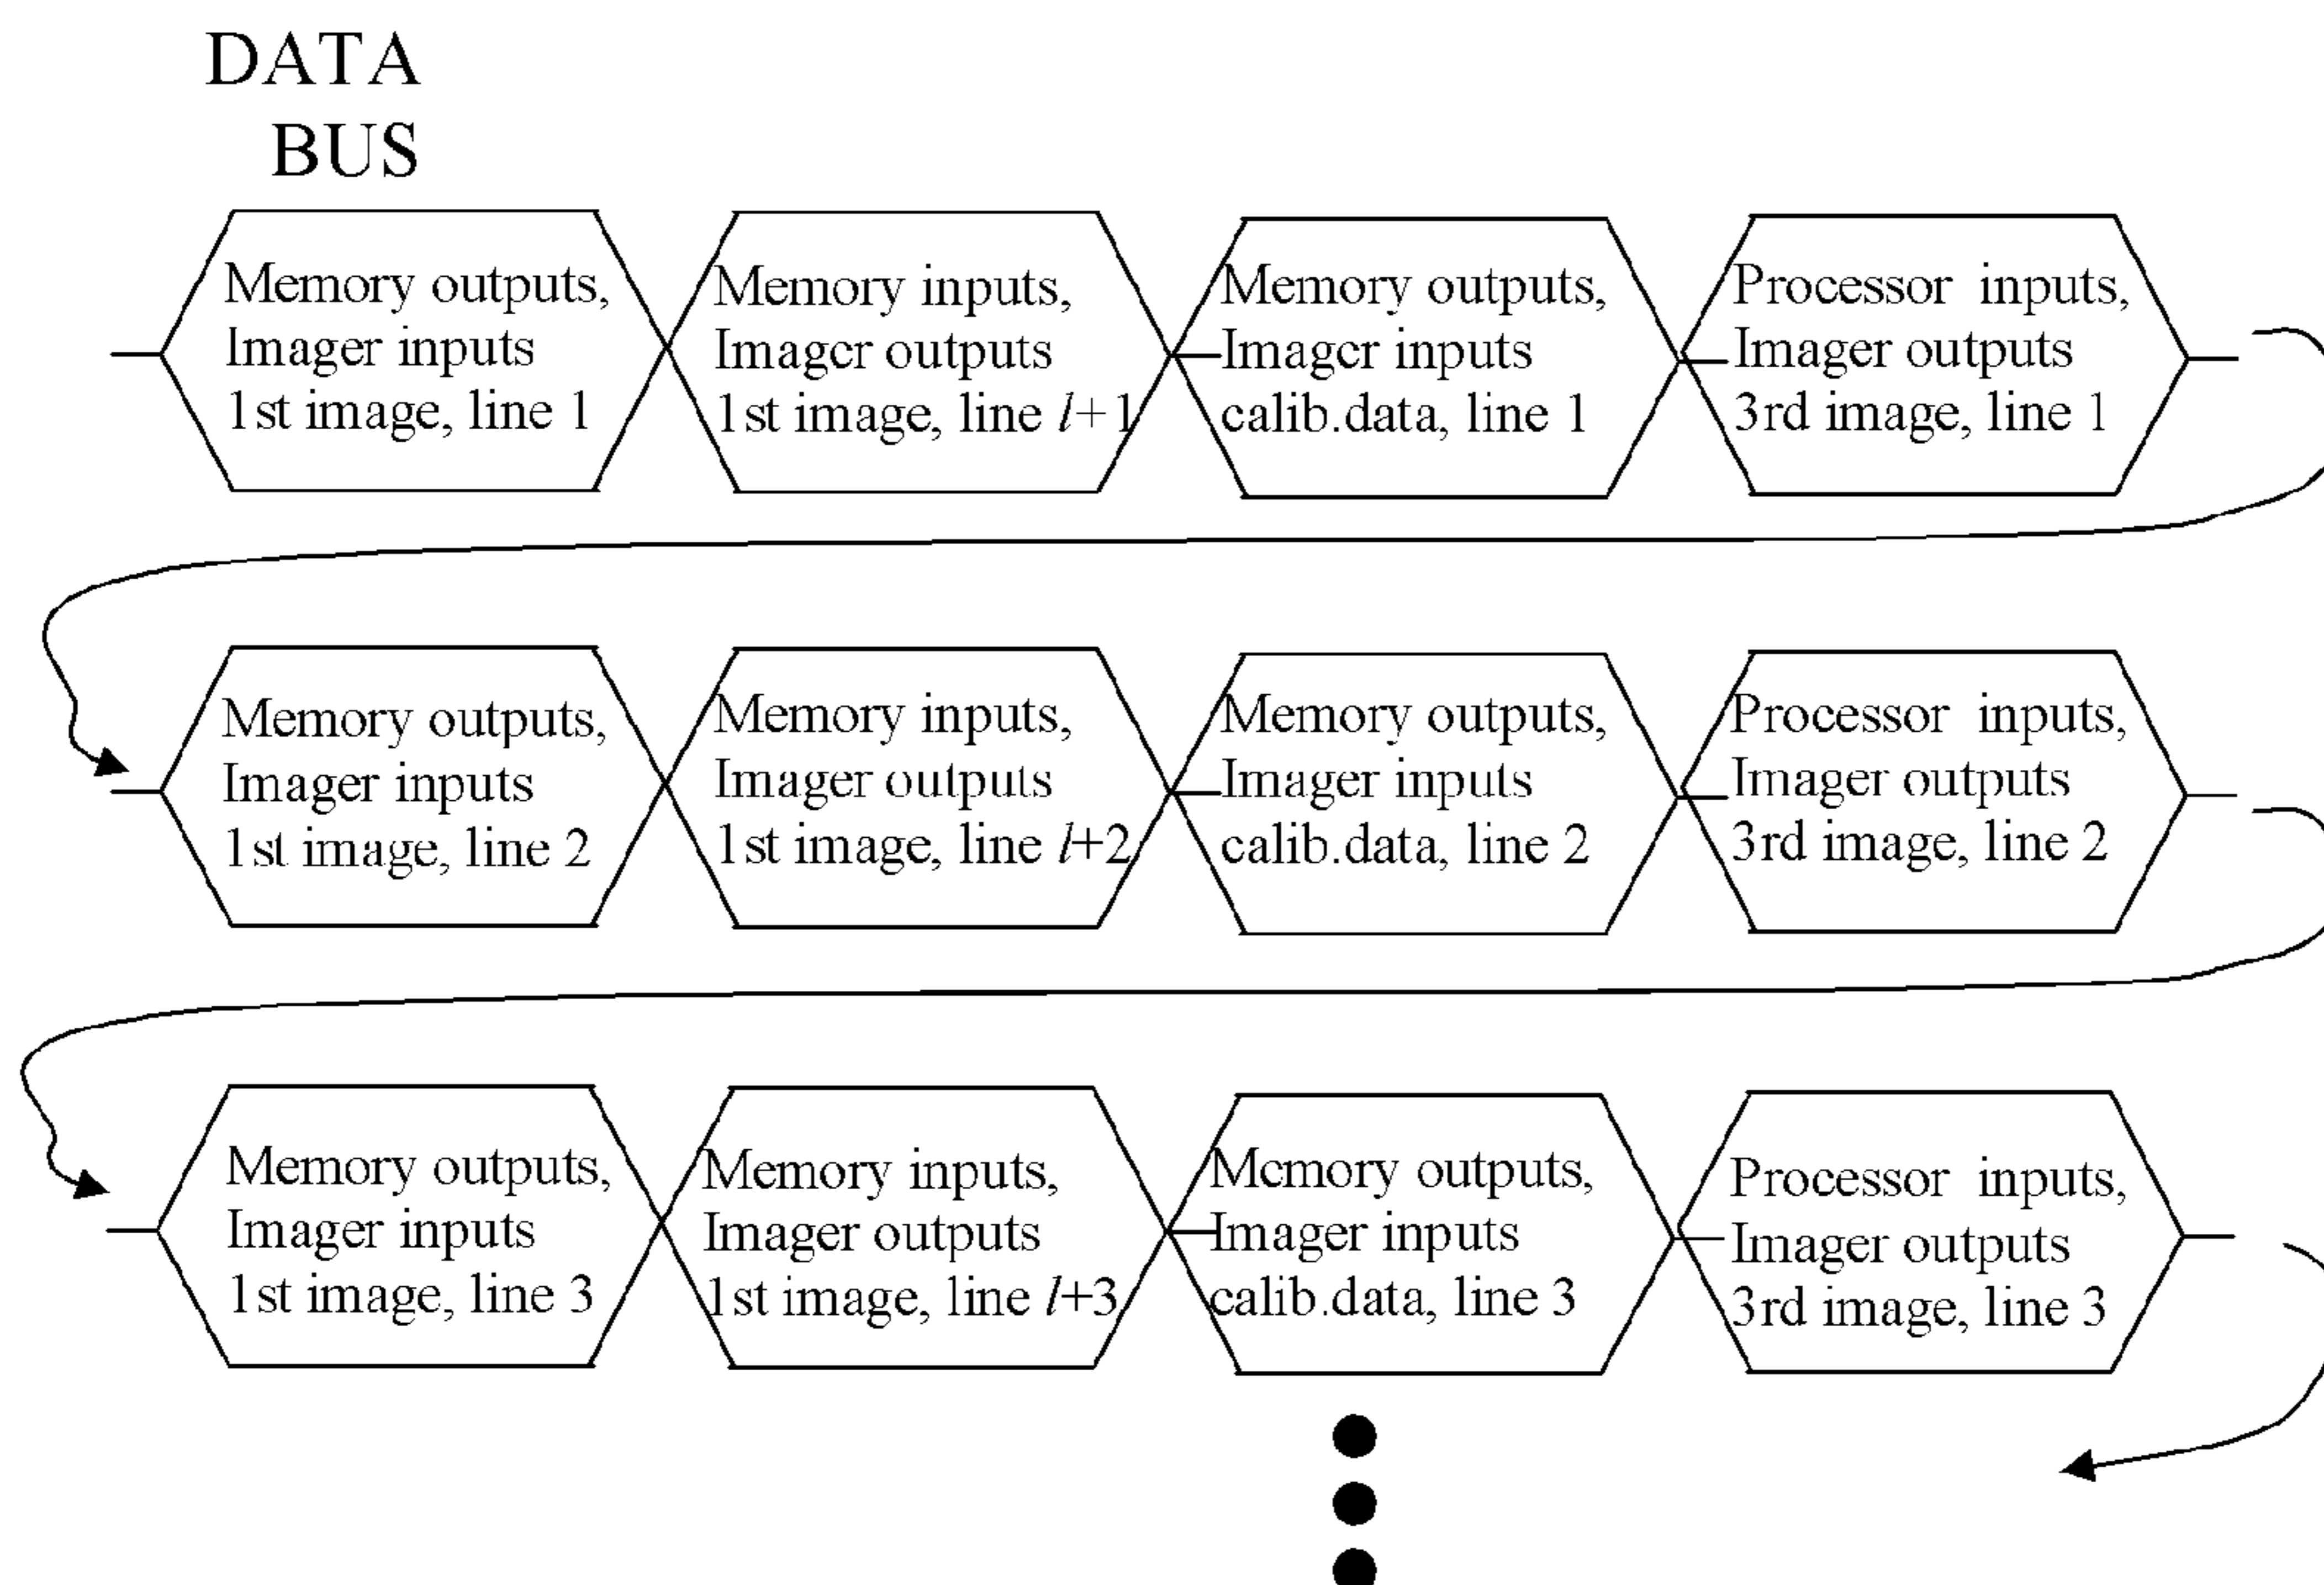 DATA
BUS
Memory outputs,
Imager inputs
1st image, line 1
Memory inputs,
Imager outputs
1st image, line l+1
Memory outputs,
Imager inputs
calib.data, line 1
Processor inputs,
Imager outputs
3rd image, line 1
Memory outputs,
Imager inputs
1st image, line 2
Memory inputs,
Imager outputs
1st image, line l+2
Memory outputs,
Imager inputs
calib.data, line 2
Processor inputs,
Imager outputs
3rd image, line 2
Memory outputs,
Imager inputs
1st image, line 3
Memory inputs,
Imager outputs
1st image, line l+3
Memory outputs,
Imager inputs
calib.data, line 3
Processor inputs,
Imager outputs
3rd image, line 3